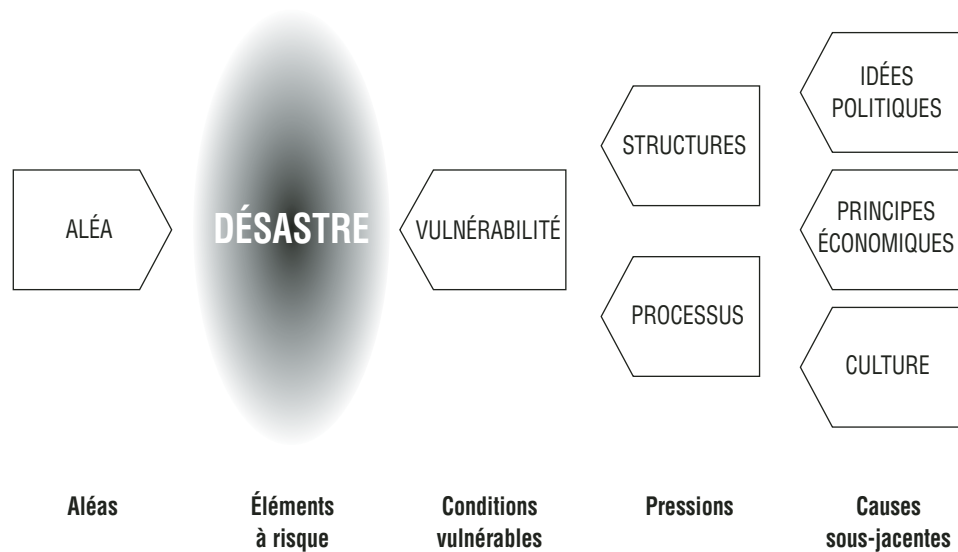 IDÉES
POLITIQUES
STRUCTURES
ALÉA
DÉSASTRE
VULNÉRABILITÉ
PRINCIPES
ÉCONOMIQUES
PROCESSUS
CULTURE
Aléas
Éléments
à risque
Conditions
vulnérables
Pressions
Causes
sous-jacentes